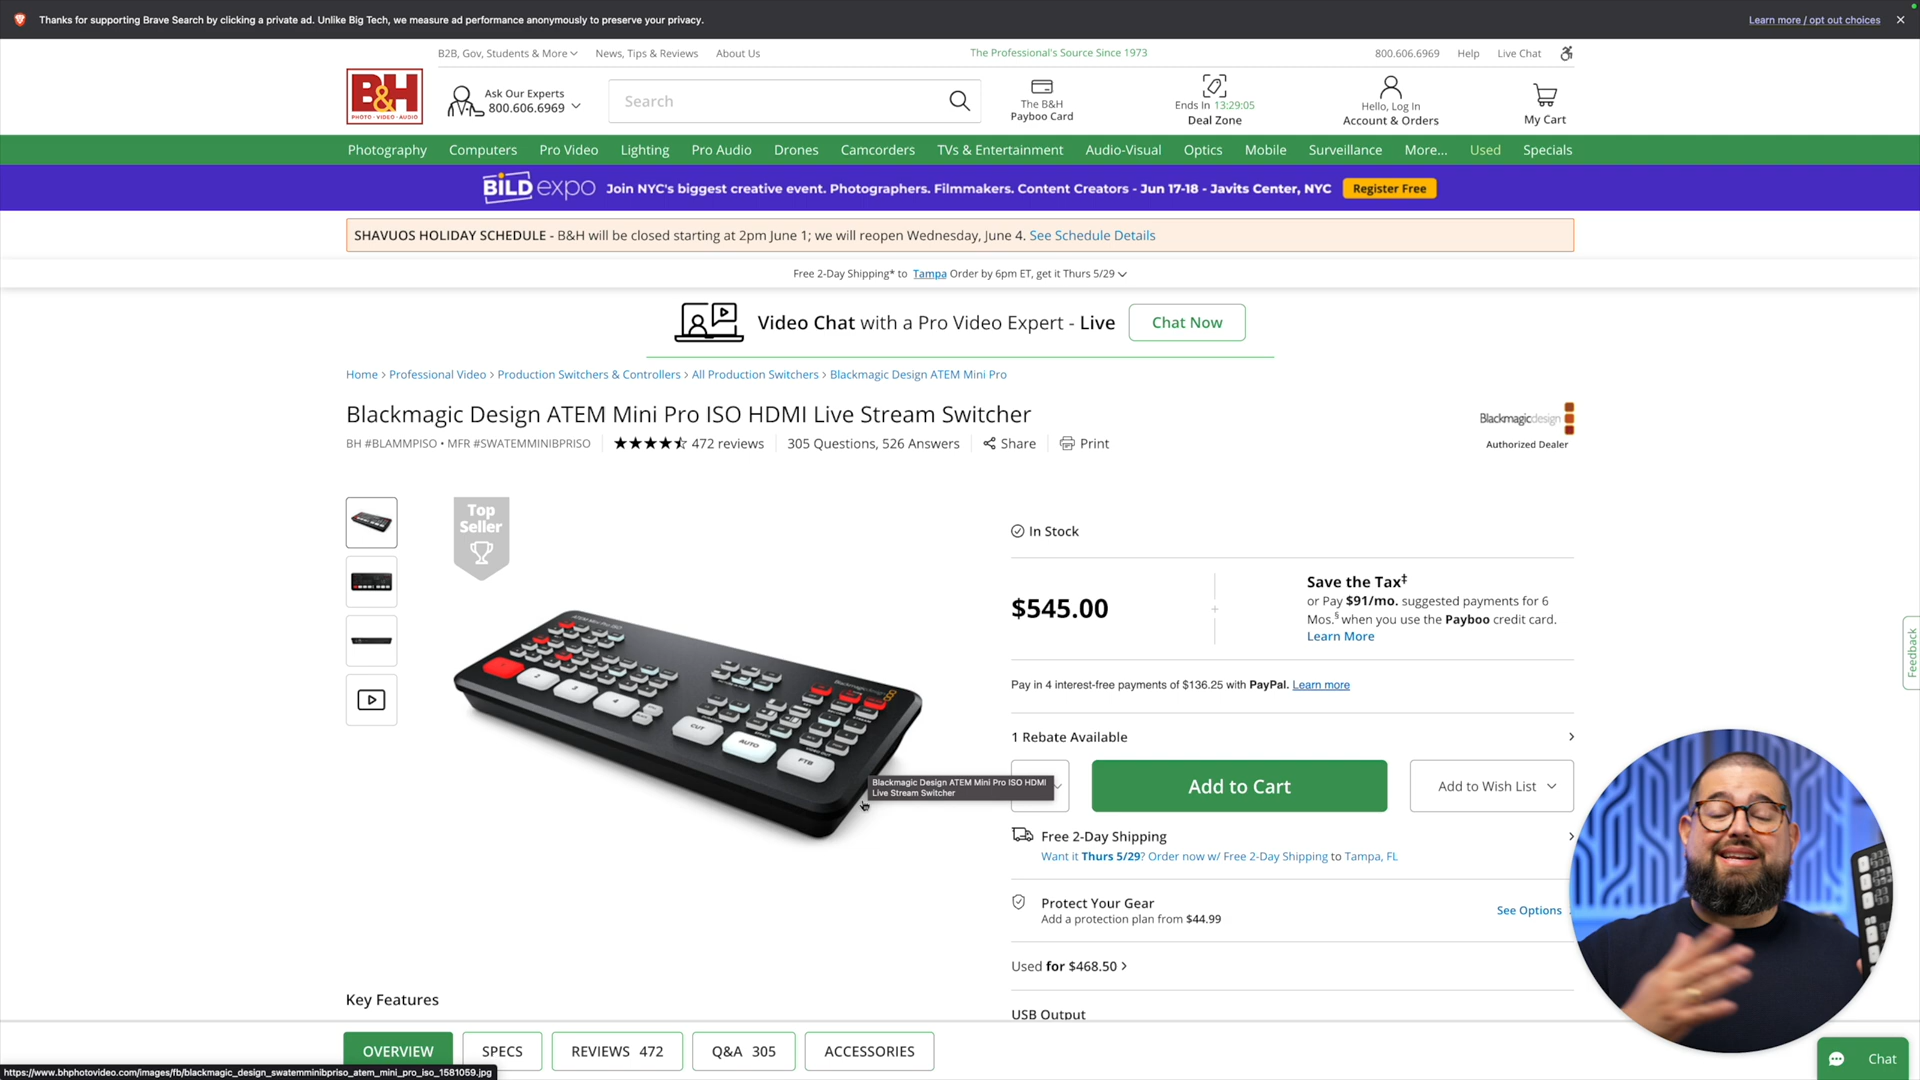 Thanks for supporting Brave Search by clicking a private ad. Unlike Big Tech, we measure ad performance anonymously to preserve your privacy.
Learn more / opt out choices
B2B, Gov, Students & More
News, Tips & Reviews
About Us
The Professional's Source Since 1973
800.606.6969
Help
Live Chat
B&H
PHOTO · VIDEO · AUDIO
Ask Our Experts
800.606.6969
Search
The B&H
Payboo Card
Ends In 13:29:05
Deal Zone
Hello, Log In
Account & Orders
My Cart
Photography
Computers
Pro Video
Lighting
Pro Audio
Drones
Camcorders
TVs & Entertainment
Audio-Visual
Optics
Mobile
Surveillance
More...
Used
Specials
BILD expo
Join NYC's biggest creative event. Photographers. Filmmakers. Content Creators - Jun 17-18 - Javits Center, NYC
Register Free
SHAVUOS HOLIDAY SCHEDULE - B&H will be closed starting at 2pm June 1; we will reopen Wednesday, June 4. See Schedule Details
Free 2-Day Shipping* to Tampa Order by 6pm ET, get it Thurs 5/29
Video Chat with a Pro Video Expert - Live
Chat Now
Home > Professional Video > Production Switchers & Controllers > All Production Switchers > Blackmagic Design ATEM Mini Pro
Blackmagic Design ATEM Mini Pro ISO HDMI Live Stream Switcher
BH #BLAMMPISO • MFR #SWATEMMINIBPRISO
472 reviews
305 Questions, 526 Answers
Share
Print
Blackmagicdesign
Authorized Dealer
Top
Seller
ATEM Mini Pro ISO
Blackmagicdesign
2
3
4
CUT
AUTO
FTB
Blackmagic Design ATEM Mini Pro ISO HDMI
Live Stream Switcher
In Stock
$545.00
Save the Tax‡
or Pay $91/mo. suggested payments for 6
Mos.§ when you use the Payboo credit card.
Learn More
Pay in 4 interest-free payments of $136.25 with PayPal. Learn more
1 Rebate Available
Add to Cart
Add to Wish List
Free 2-Day Shipping
Want it Thurs 5/29? Order now w/ Free 2-Day Shipping to Tampa, FL
Protect Your Gear
Add a protection plan from $44.99
See Options
Used for $468.50 >
USB Output
Feedback
Key Features
OVERVIEW
SPECS
REVIEWS 472
Q&A 305
ACCESSORIES
Chat
https://www.bhphotovideo.com/images/fb/blackmagic_design_swatemminibpriso_atem_mini_pro_iso_1581059.jpg